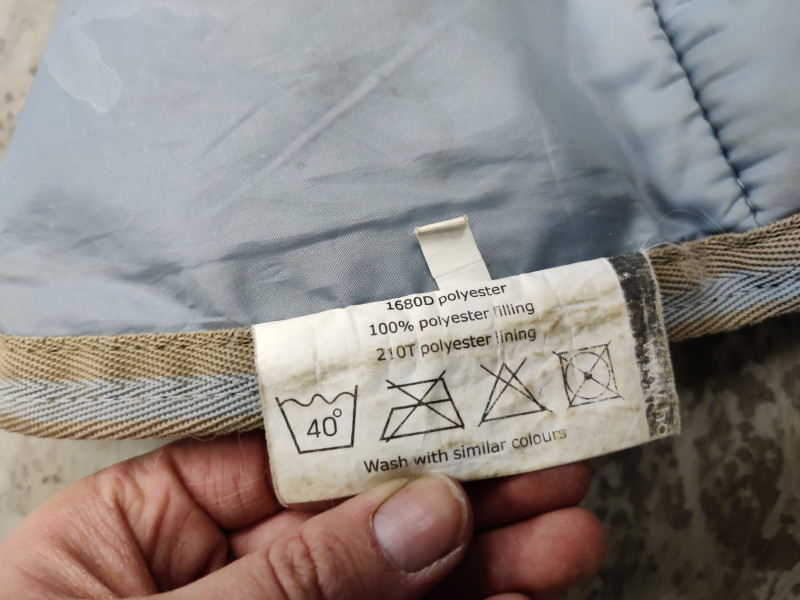 1680D polyester
100% polyester filling
210T polyester lining
40°
Wash with similar colours